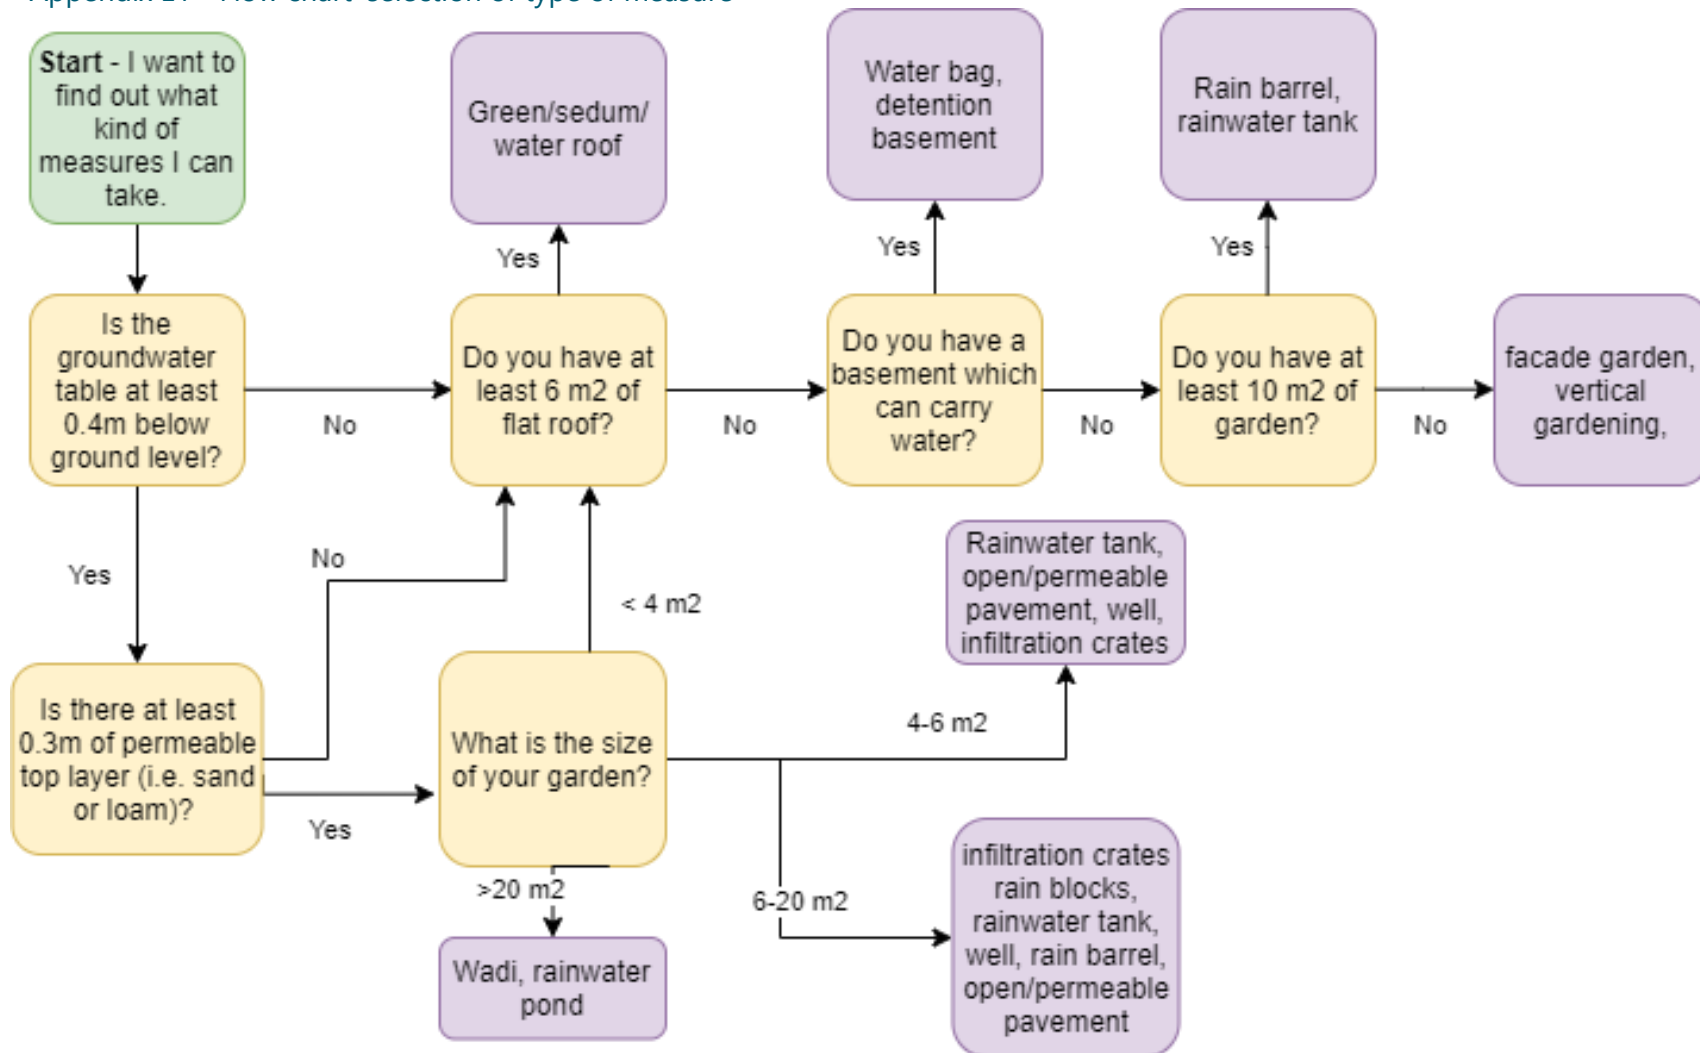 Start - I want to
find out what
kind of
measures I can
take.
Green/sedum/
water roof
Water bag,
detention
basement
Rain barrel,
rainwater tank
Yes
Yes
Yes
Is the
groundwater
table at least
0.4m below
ground level?
No
Do you have at
least 6 m2 of
flat roof?
No
Do you have a
basement which
can carry
water?
No
Do you have at
least 10 m2 of
garden?
No
facade garden,
vertical
gardening,
Yes
No
< 4 m2
Rainwater tank,
open/permeable
pavement, well,
infiltration crates
Is there at least
0.3m of permeable
top layer (i.e. sand
or loam)?
Yes
What is the size
of your garden?
4-6 m2
>20 m2
6-20 m2
Wadi, rainwater
pond
infiltration crates
rain blocks,
rainwater tank,
well, rain barrel,
open/permeable
pavement